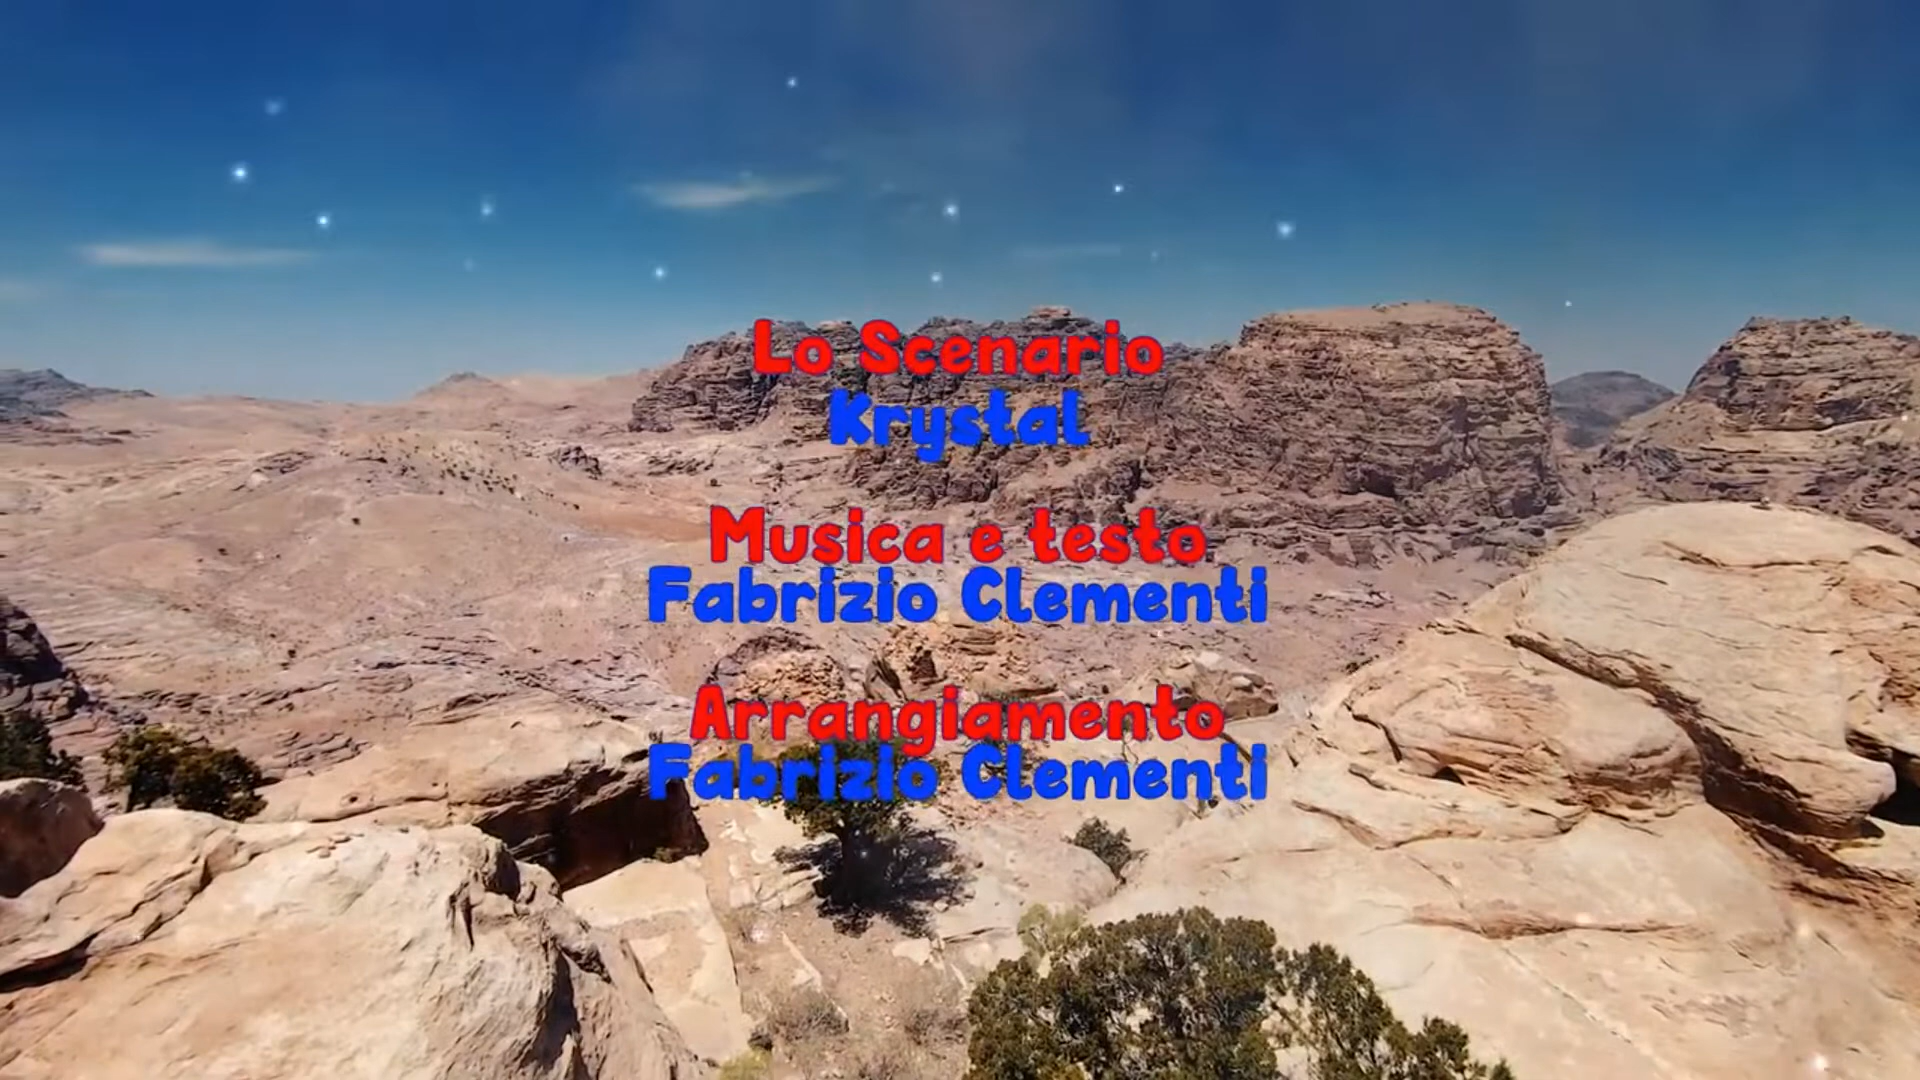 Lo Scenario
Krystal
Musica e testo
Fabrizio Clementi
Arrangiamento
Fabrizio Clementi